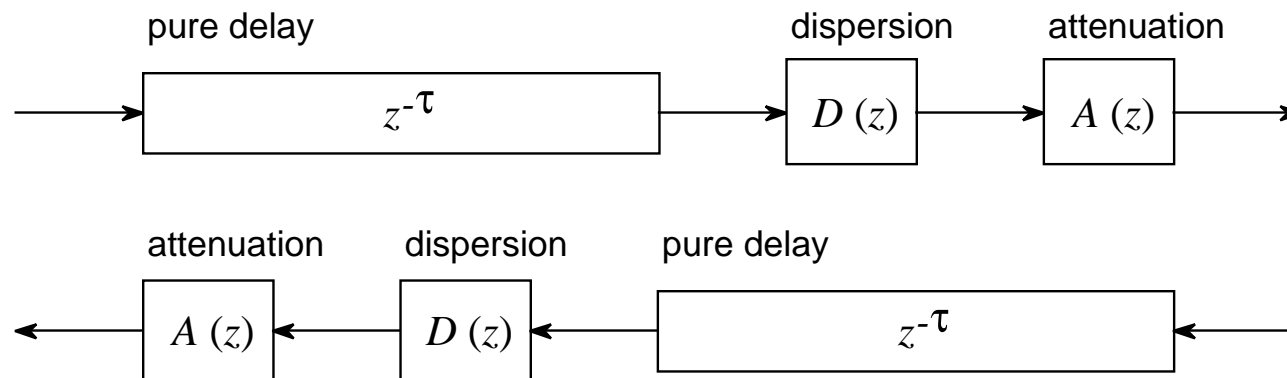 pure delay dispersion attenuation
z^-τ D (z) A (z)
attenuation dispersion pure delay
A (z) D (z) z^-τ